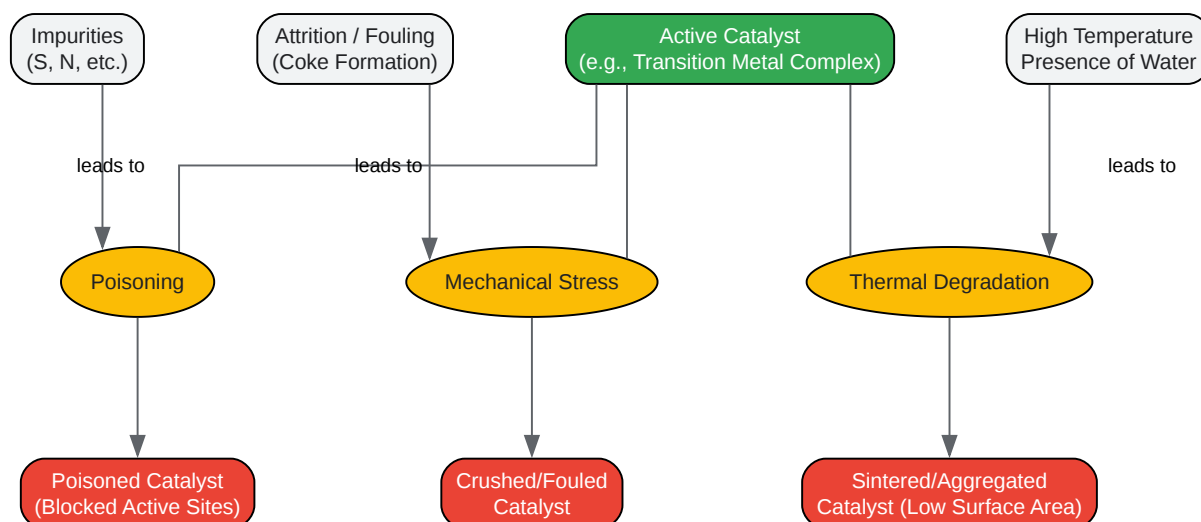 Impurities
(S, N, etc.)
Attrition / Fouling
(Coke Formation)
Active Catalyst
(e.g., Transition Metal Complex)
High Temperature
Presence of Water
leads to
leads to
leads to
Poisoning
Mechanical Stress
Thermal Degradation
Poisoned Catalyst
(Blocked Active Sites)
Crushed/Fouled
Catalyst
Sintered/Aggregated
Catalyst (Low Surface Area)